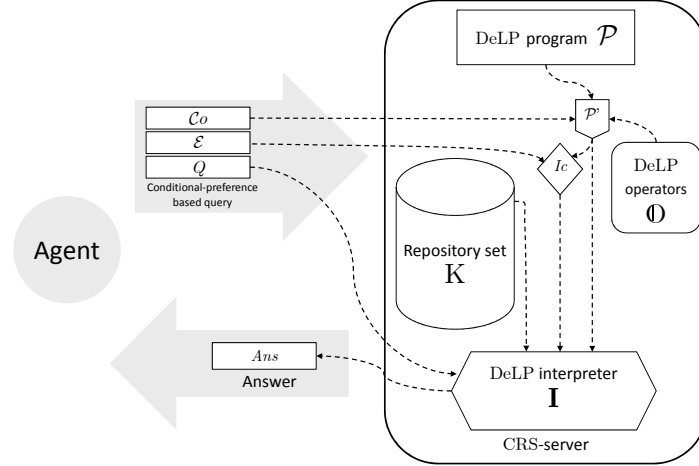 DeLP program 𝒫
𝒞o
ℰ
Q
Conditional-preference
based query
𝒫'
Ic
DeLP
operators
𝕆
Agent
Repository set
K
Ans
Answer
DeLP interpreter
I
CRS-server